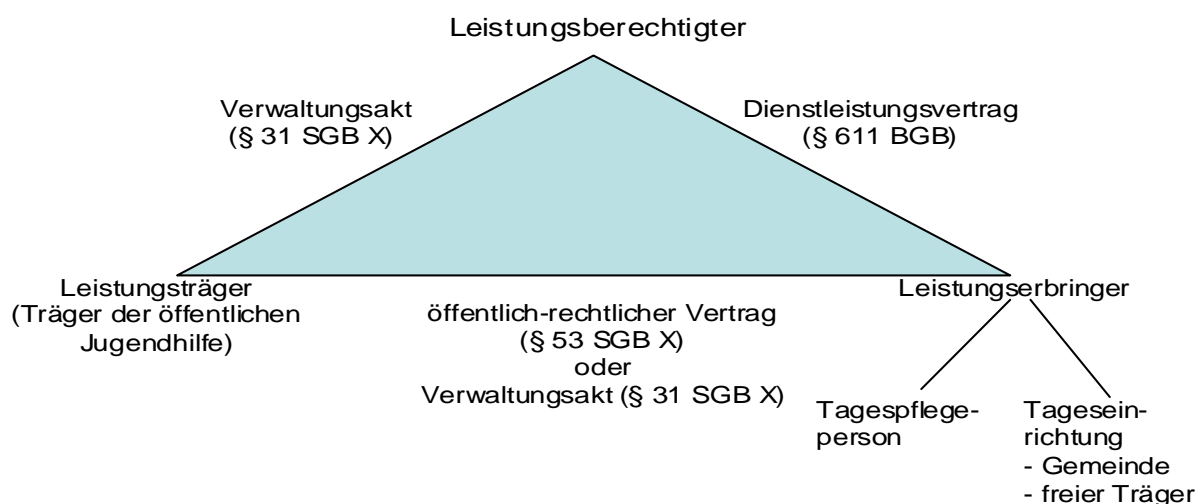 Leistungsberechtigter
Verwaltungsakt
(§ 31 SGB X)
Dienstleistungsvertrag
(§ 611 BGB)
Leistungsträger
(Träger der öffentlichen
Jugendhilfe)
öffentlich-rechtlicher Vertrag
(§ 53 SGB X)
oder
Verwaltungsakt (§ 31 SGB X)
Leistungserbringer
Tagespflege-
person
Tagesein-
richtung
- Gemeinde
- freier Träger